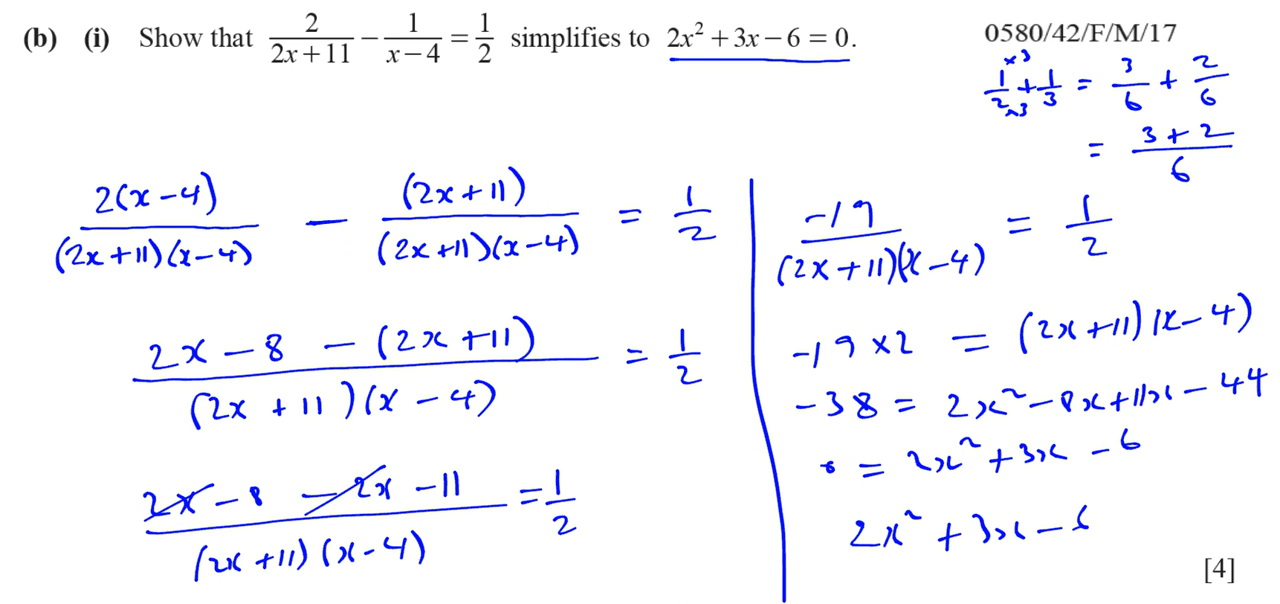 (b) (i) Show that 2/(2x+11) − 1/(x−4) = 1/2 simplifies to 2x² + 3x − 6 = 0.
0580/42/F/M/17
×3
1/2 + 1/3 = 3/6 + 2/6
×3
= (3+2)/6
2(x−4)/((2x+11)(x−4)) − (2x+11)/((2x+11)(x−4)) = 1/2
(2x−8 − (2x+11))/((2x+11)(x−4)) = 1/2
(2x−8 −2x −11)/((2x+11)(x−4)) = 1/2
−19/((2x+11)(x−4)) = 1/2
−19×2 = (2x+11)(x−4)
−38 = 2x²−8x+11x−44
= 2x²+3x−6
2x²+3x−6
[4]